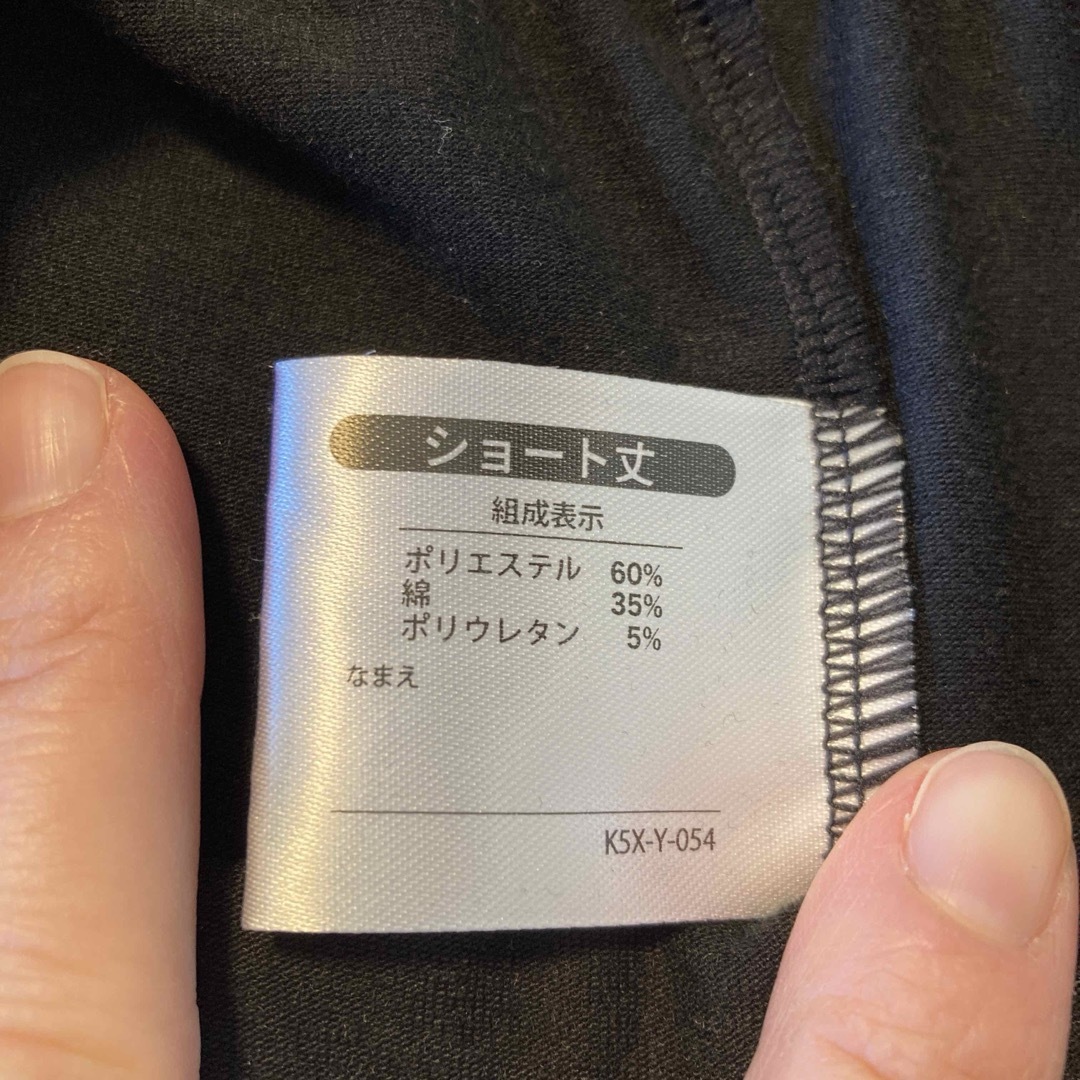 ショート丈
組成表示
ポリエステル 60%
綿 35%
ポリウレタン 5%
なまえ
K5X-Y-054